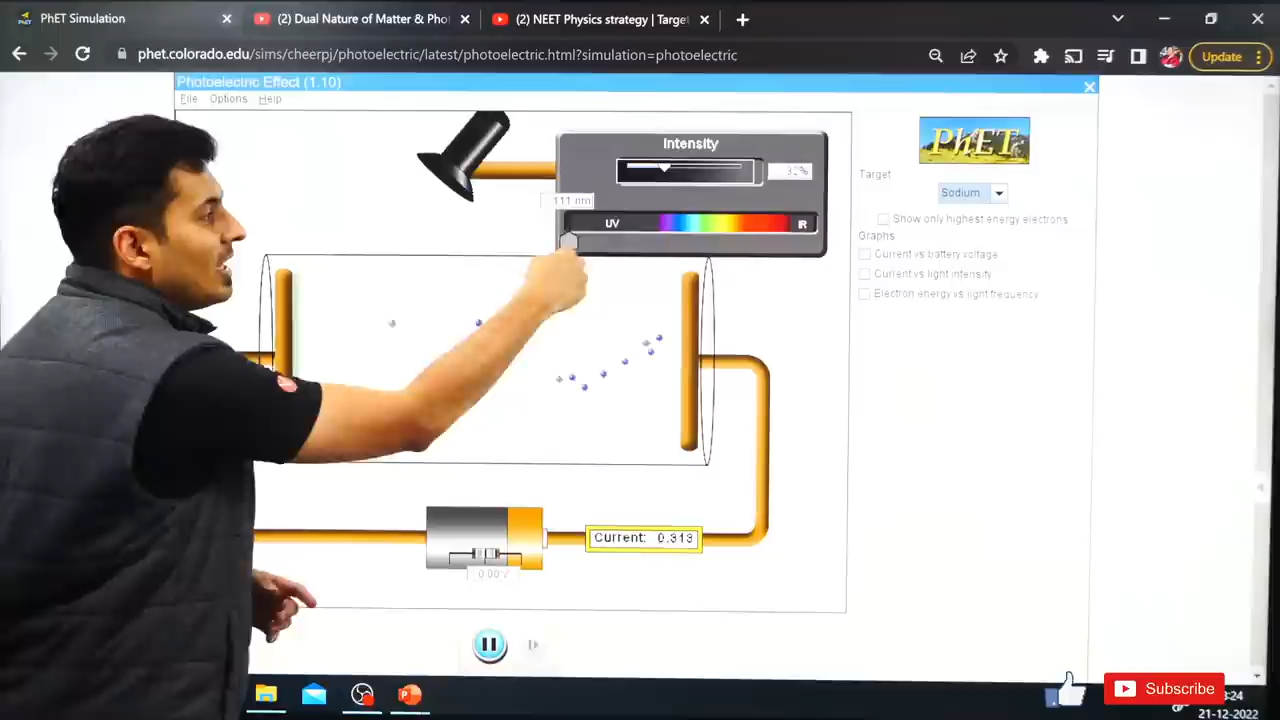 PhET Simulation
(2) Dual Nature of Matter & Pho
(2) NEET Physics strategy | Targe
phet.colorado.edu/sims/cheerpj/photoelectric/latest/photoelectric.html?simulation=photoelectric
Update
Photoelectric Effect (1.10)
File Options Help
Intensity
32%
111 nm
UV
IR
PhET
Target
Sodium
Show only highest energy electrons
Graphs
Current vs battery voltage
Current vs light intensity
Electron energy vs light frequency
Current: 0.313
0.00 V
Subscribe
21-12-2022